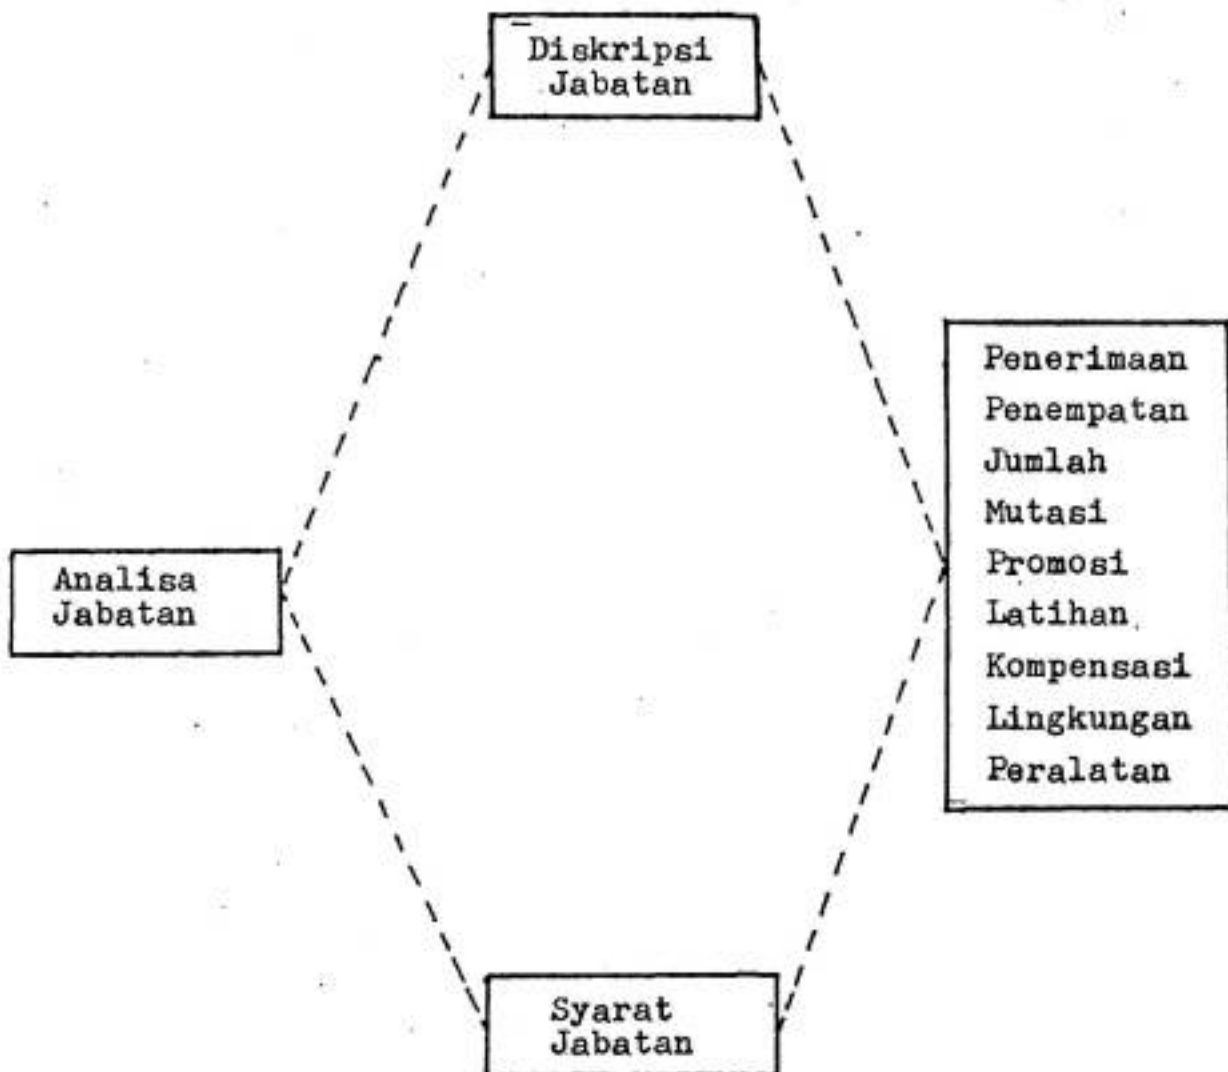 Diskripsi
Jabatan
Analisa
Jabatan
Penerimaan
Penempatan
Jumlah
Mutasi
Promosi
Latihan
Kompensasi
Lingkungan
Peralatan
Syarat
Jabatan